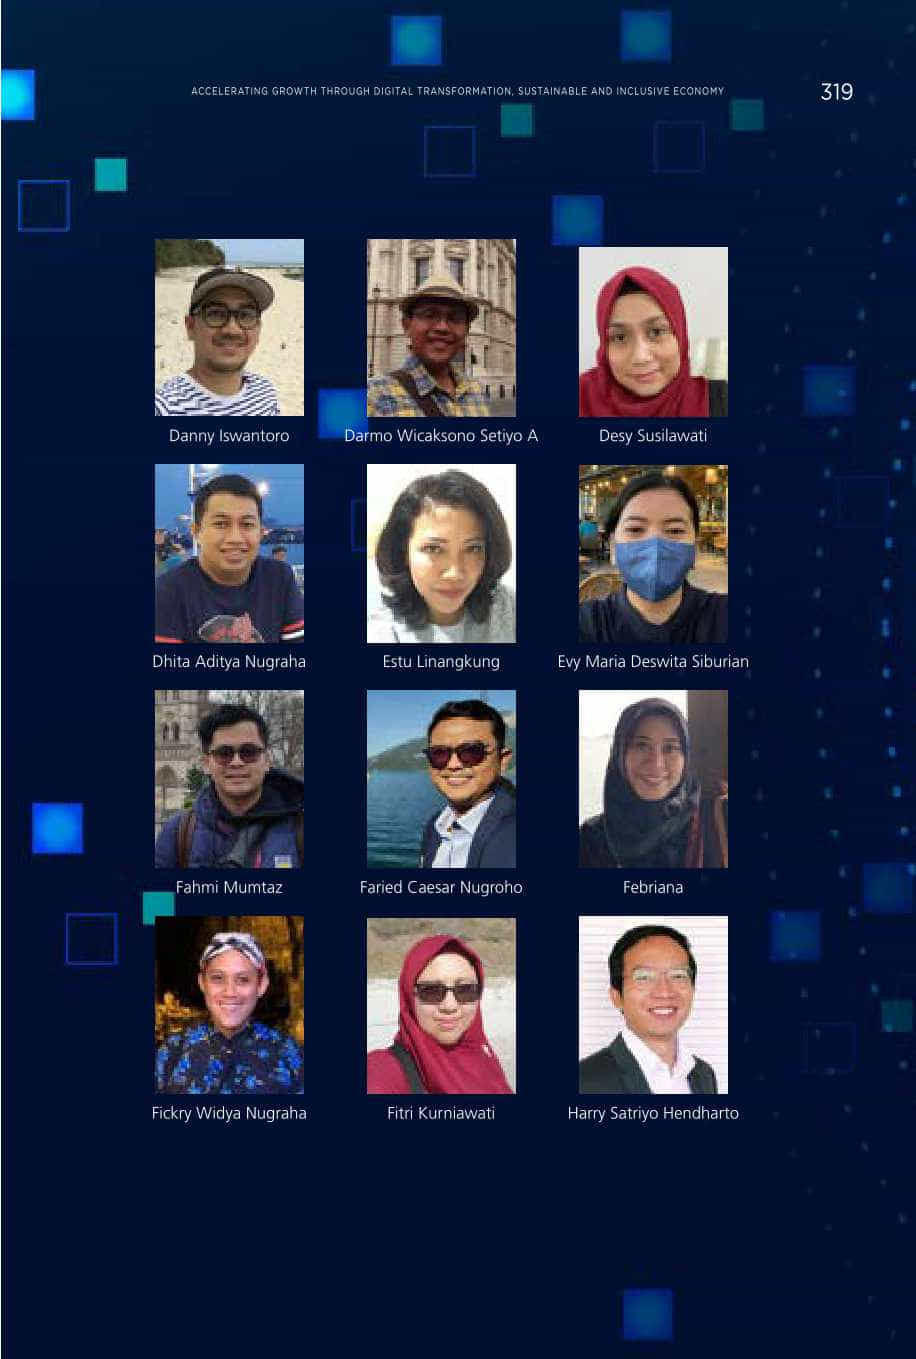 ACCELERATING GROWTH THROUGH DIGITAL TRANSFORMATION, SUSTAINABLE AND INCLUSIVE ECONOMY
319
Danny Iswantoro
Darmo Wicaksono Setiyo A
Desy Susilawati
Dhita Aditya Nugraha
Estu Linangkung
Evy Maria Deswita Siburian
Fahmi Mumtaz
Faried Caesar Nugroho
Febriana
Fickry Widya Nugraha
Fitri Kurniawati
Harry Satriyo Hendharto